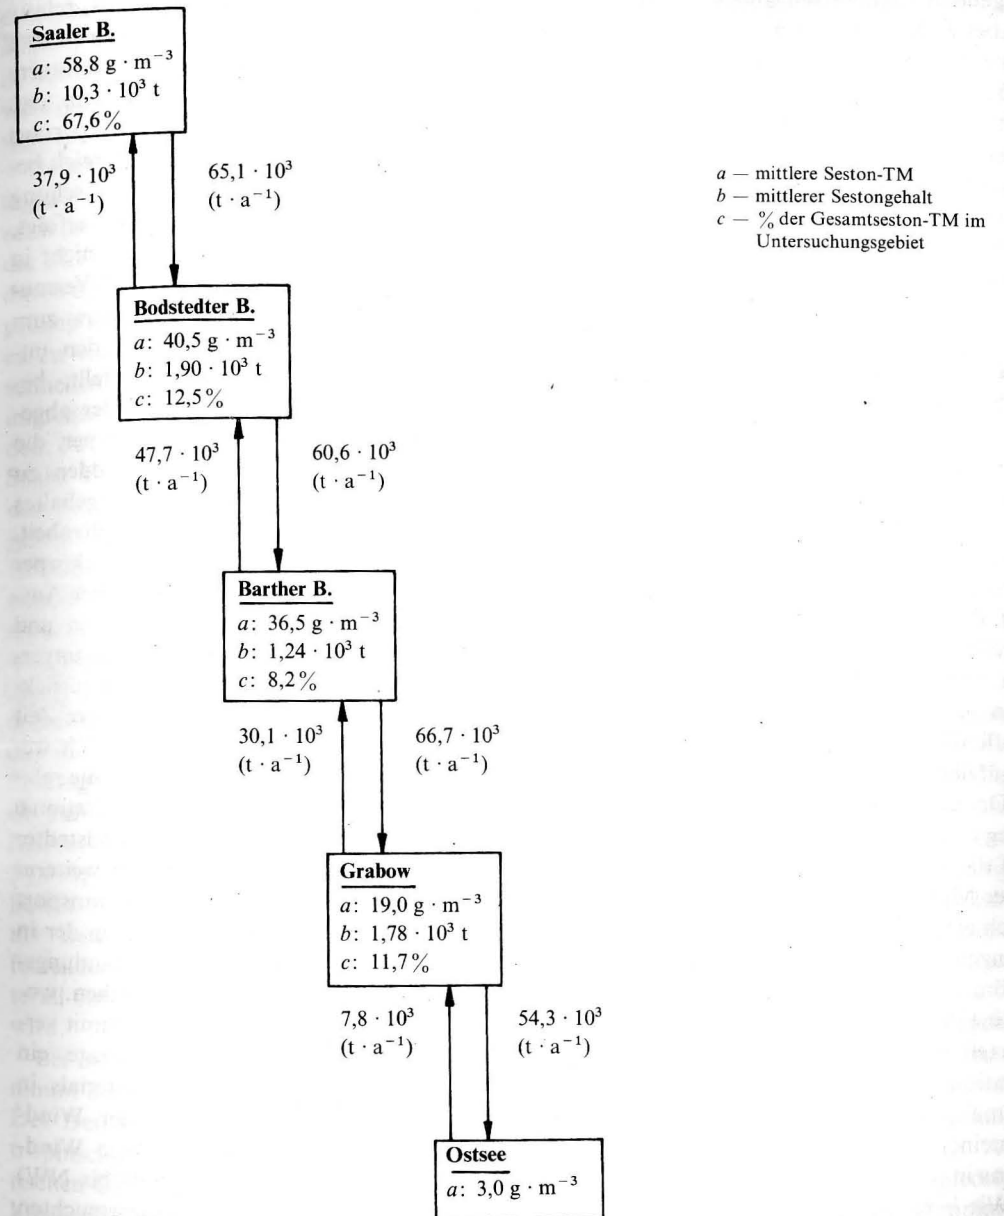 Saaler B.
a: 58,8 g · m⁻³
b: 10,3 · 10³ t
c: 67,6%
37,9 · 10³
(t · a⁻¹)
65,1 · 10³
(t · a⁻¹)
a — mittlere Seston-TM
b — mittlerer Sestongehalt
c — % der Gesamtseston-TM im
Untersuchungsgebiet
Bodstedter B.
a: 40,5 g · m⁻³
b: 1,90 · 10³ t
c: 12,5%
47,7 · 10³
(t · a⁻¹)
60,6 · 10³
(t · a⁻¹)
Barther B.
a: 36,5 g · m⁻³
b: 1,24 · 10³ t
c: 8,2%
30,1 · 10³
(t · a⁻¹)
66,7 · 10³
(t · a⁻¹)
Grabow
a: 19,0 g · m⁻³
b: 1,78 · 10³ t
c: 11,7%
7,8 · 10³
(t · a⁻¹)
54,3 · 10³
(t · a⁻¹)
Ostsee
a: 3,0 g · m⁻³